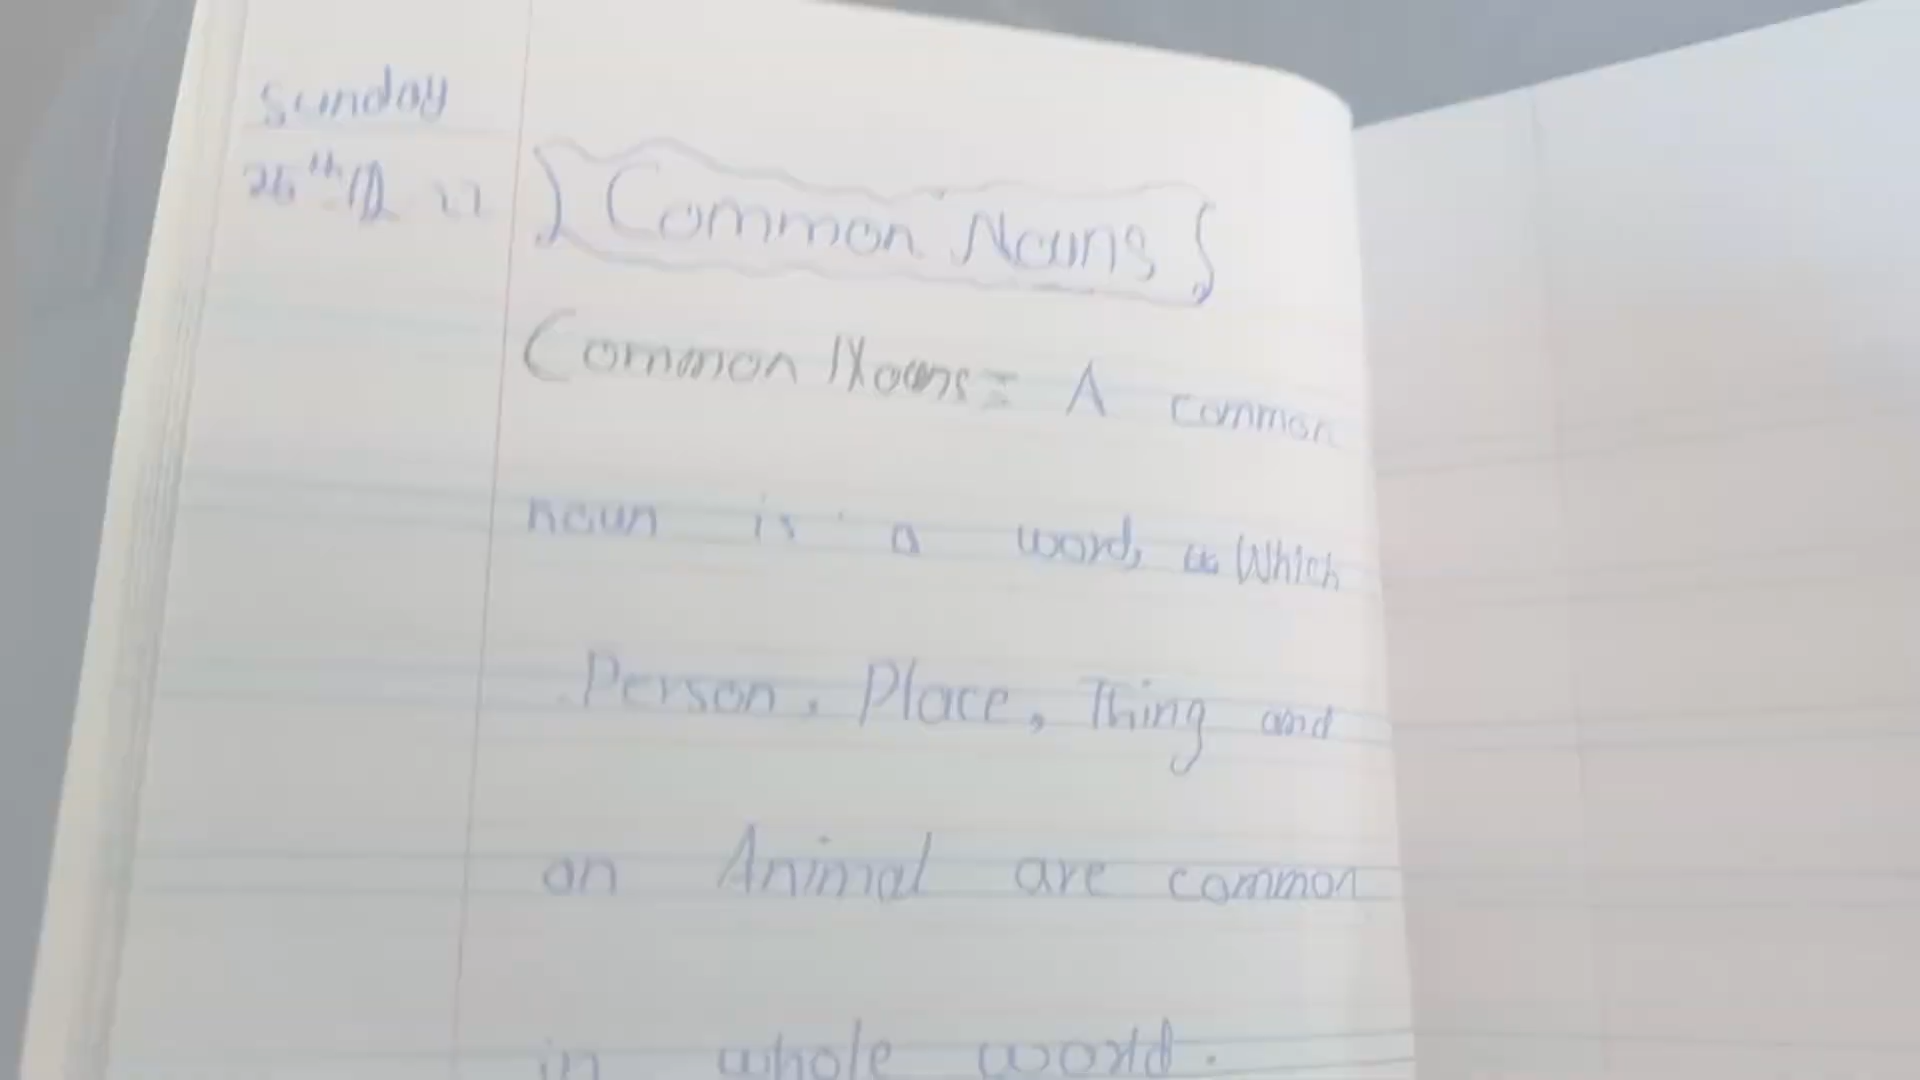 Sunday
25th
Common Nouns
Common Nouns = A common
noun is a word, Which
Person, Place, Thing and
an Animal are common
in whole world.